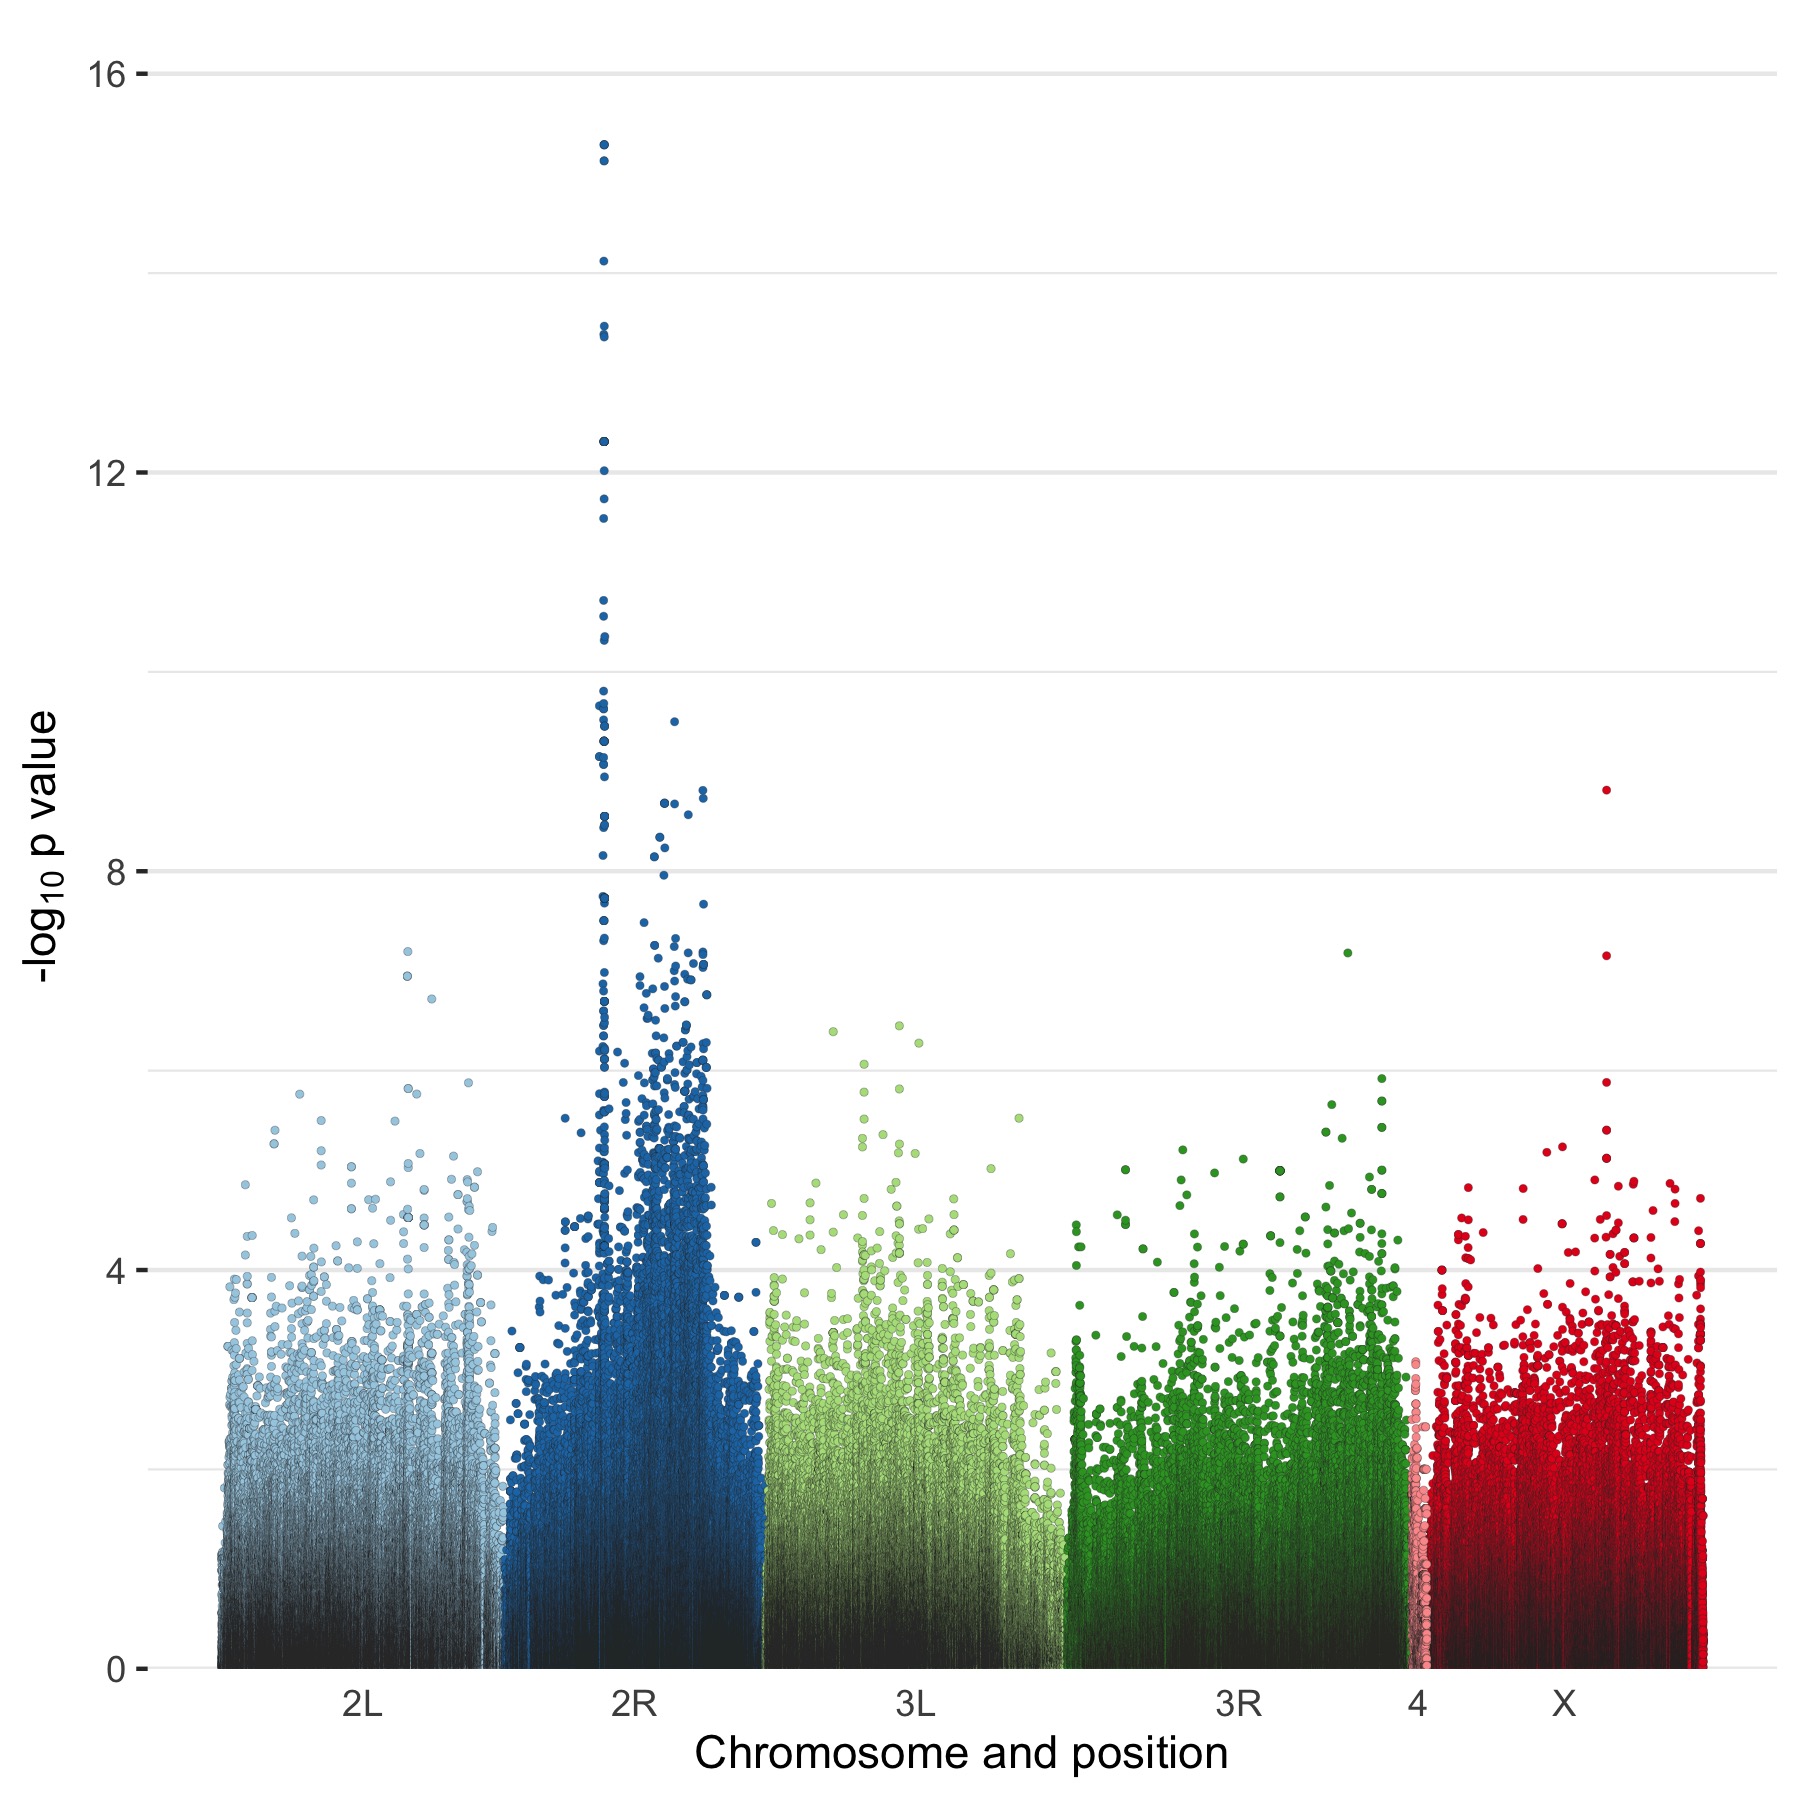 16
12
8
4
0
-log₁₀ p value
2L 2R 3L 3R 4 X
Chromosome and position